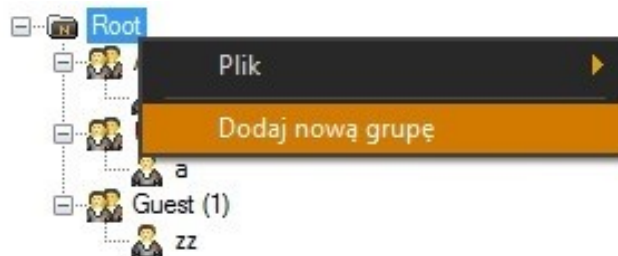 Root
Plik
Dodaj nową grupę
a
Guest (1)
zz